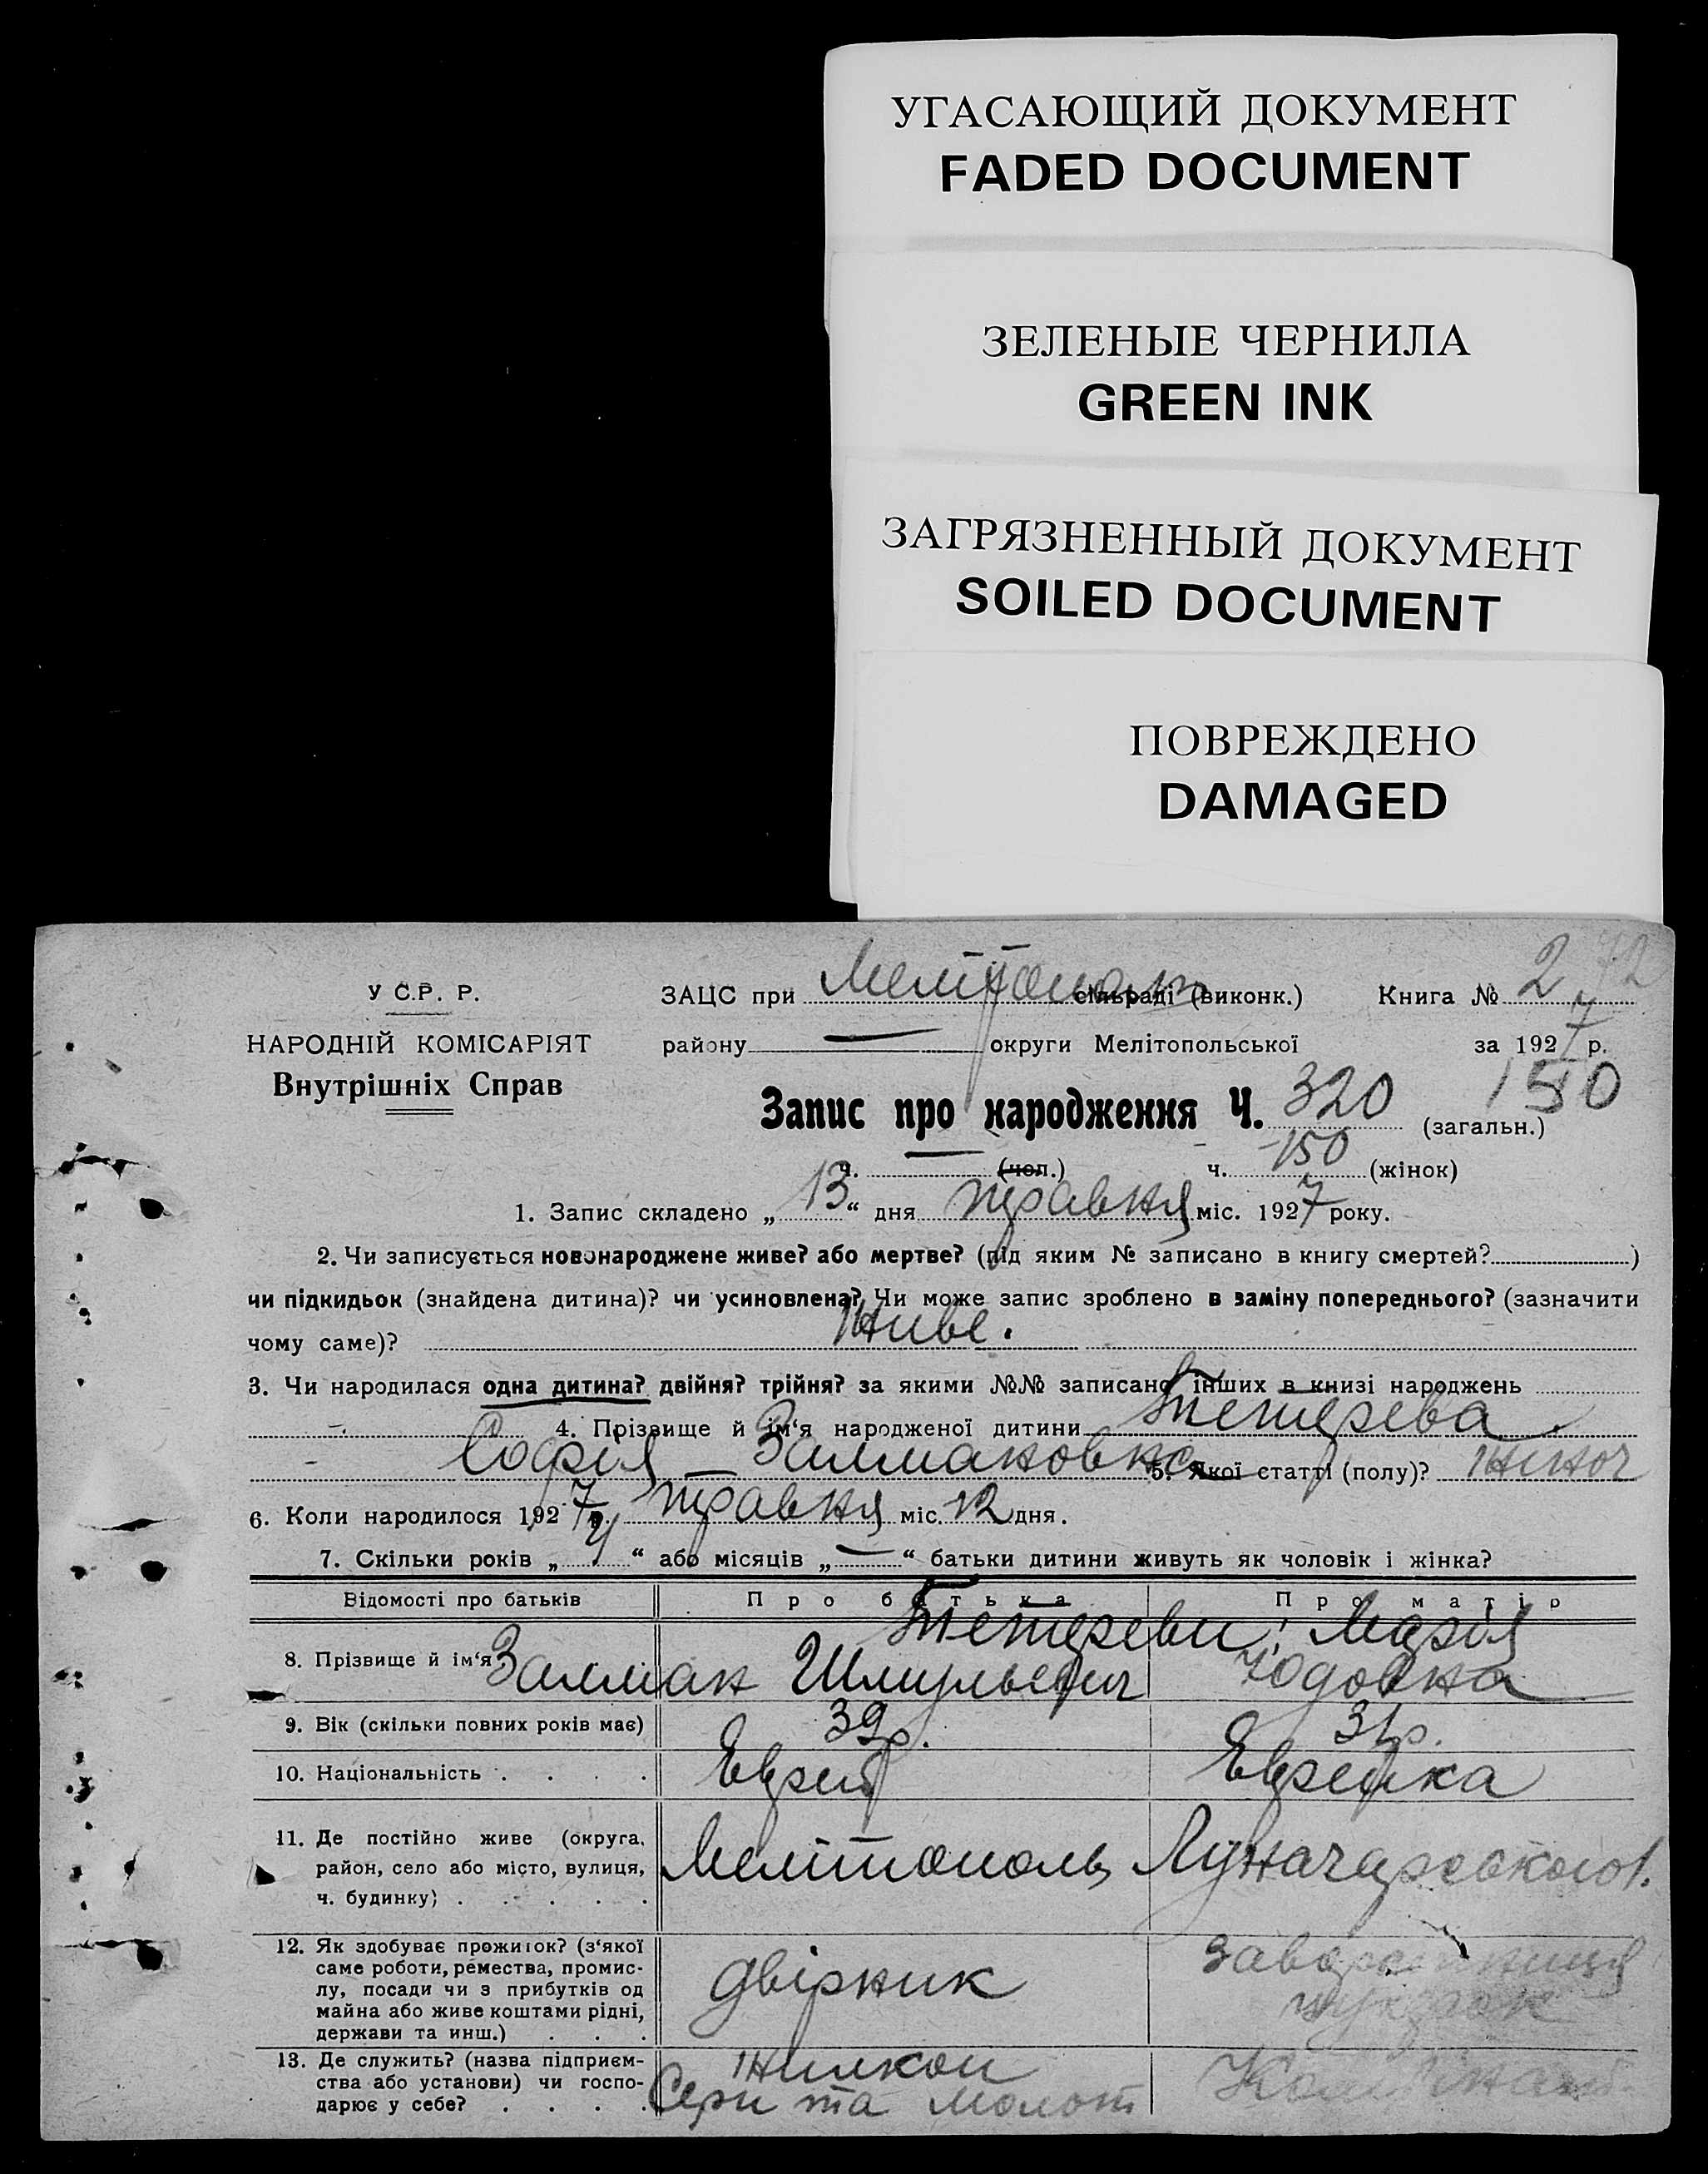 УГАСАЮЩИЙ ДОКУМЕНТ
FADED DOCUMENT
ЗЕЛЕНЫЕ ЧЕРНИЛА
GREEN INK
ЗАГРЯЗНЕННЫЙ ДОКУМЕНТ
SOILED DOCUMENT
ПОВРЕЖДЕНО
DAMAGED
У С.Р. Р. ЗАЦС при сільраді (виконк.) Книга № 2
НАРОДНІЙ КОМІСАРІЯТ району — округи Мелітопольської за 1927 р.
Внутрішніх Справ
Запис про народження Ч. 320 (загальн.) 150
ч. — (чол.) ч. 150 (жінок)
1. Запис складено „ 13 “ дня травня міс. 1927 року.
2. Чи записується новонароджене живе? або мертве? (під яким № записано в книгу смертей? )
чи підкидьок (знайдена дитина)? чи усиновлена? Чи може запис зроблено в заміну попереднього? (зазначити
чому саме)? Живе.
3. Чи народилася одна дитина? двійня? трійня? за якими №№ записано інших в книзі народжень
4. Прізвище й ім‘я народженої дитини Тетерева
Софія Залмановна 5. Якої статті (полу)? жіноч
6. Коли народилося 1927 р. травня міс. 12 дня.
7. Скільки років „ 4 “ або місяців „ — “ батьки дитини живуть як чоловік і жінка?
Відомості про батьків Про батька Про матір
Тетереви: Марія
8. Прізвище й ім‘я Залман Шмульевич Юдовна
9. Вік (скільки повних років має) 39р. 31р.
10. Національність . . . . Еврей Еврейка
11. Де постійно живе (округа,
район, село або місто, вулиця, Мелітополь Луначарського 1.
ч. будинку) . . . . .
12. Як здобуває прожиток? (з‘якої
саме роботи, ремества, промис-
лу, посади чи з прибутків од двірник
майна або живе коштами рідні,
держави та инш.) . . .
13. Де служить? (назва підприєм- Жилкоп
ства або установи) чи госпо- Серп та молот
дарює у себе? . . . .